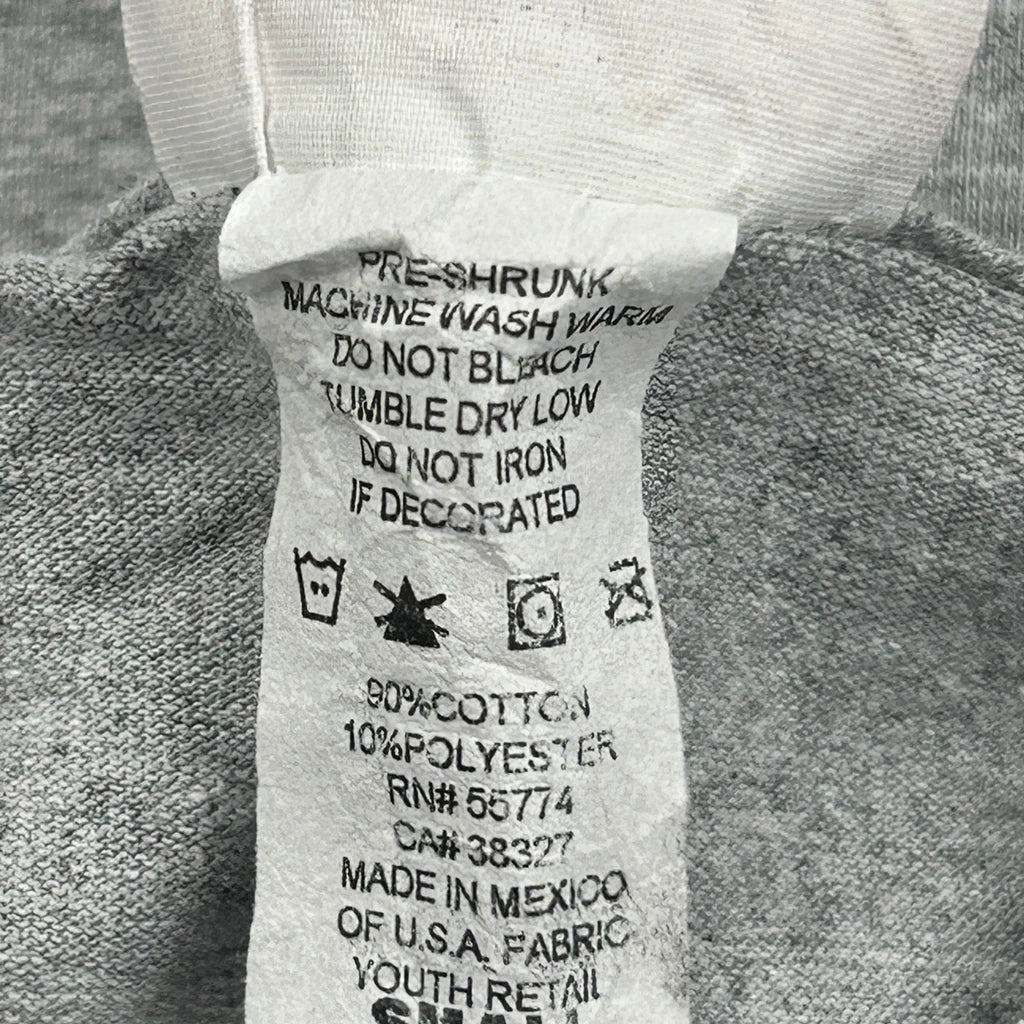 PRE-SHRUNK
MACHINE WASH WARM
DO NOT BLEACH
TUMBLE DRY LOW
DO NOT IRON
IF DECORATED
90%COTTON
10%POLYESTER
RN# 55774
CA# 38327
MADE IN MEXICO
OF U.S.A. FABRIC
YOUTH RETAIL
SMALL